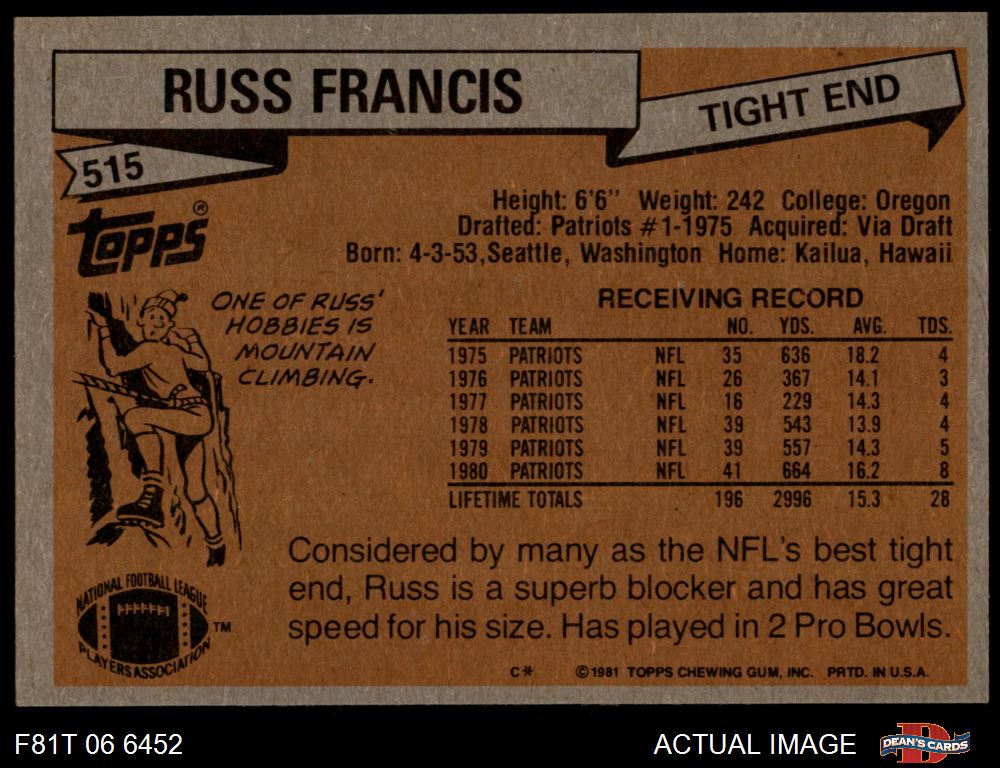 RUSS FRANCIS
TIGHT END
515
Topps®
Height: 6'6'' Weight: 242 College: Oregon
Drafted: Patriots #1-1975 Acquired: Via Draft
Born: 4-3-53,Seattle, Washington Home: Kailua, Hawaii
ONE OF RUSS'
HOBBIES IS
MOUNTAIN
CLIMBING.
RECEIVING RECORD
YEAR TEAM NO. YDS. AVG. TDS.
1975 PATRIOTS NFL 35 636 18.2 4
1976 PATRIOTS NFL 26 367 14.1 3
1977 PATRIOTS NFL 16 229 14.3 4
1978 PATRIOTS NFL 39 543 13.9 4
1979 PATRIOTS NFL 39 557 14.3 5
1980 PATRIOTS NFL 41 664 16.2 8
LIFETIME TOTALS 196 2996 15.3 28
Considered by many as the NFL's best tight
end, Russ is a superb blocker and has great
speed for his size. Has played in 2 Pro Bowls.
NATIONAL FOOTBALL LEAGUE
TM
PLAYERS ASSOCIATION
C* ©1981 TOPPS CHEWING GUM, INC. PRTD. IN U.S.A.
F81T 06 6452
ACTUAL IMAGE
DEAN'S CARDS